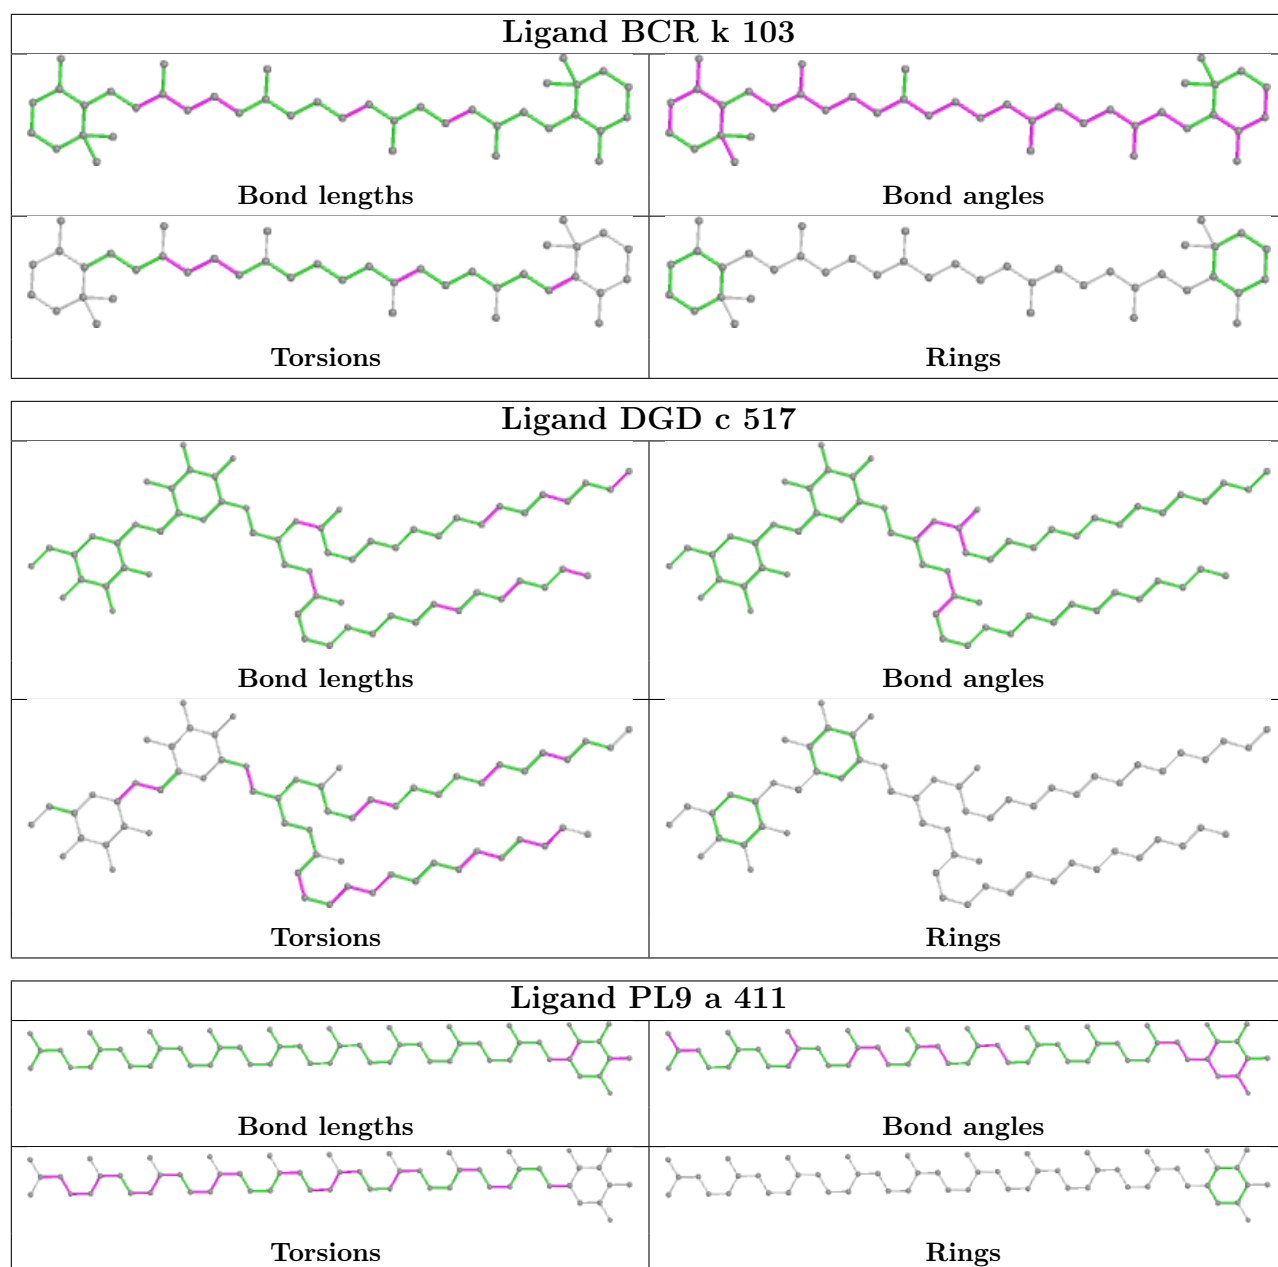 Ligand BCR k 103
Bond lengths
Bond angles
Torsions
Rings
Ligand DGD c 517
Bond lengths
Bond angles
Torsions
Rings
Ligand PL9 a 411
Bond lengths
Bond angles
Torsions
Rings